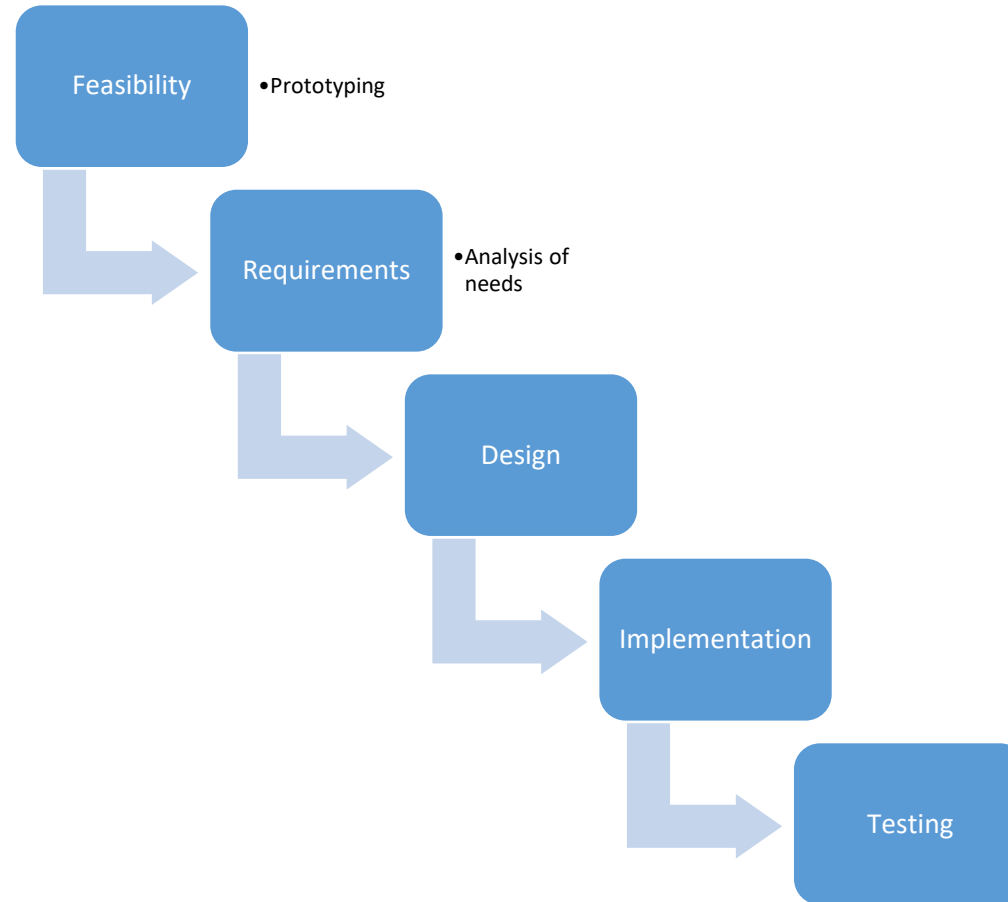 Feasibility
•Prototyping
Requirements
•Analysis of
needs
Design
Implementation
Testing